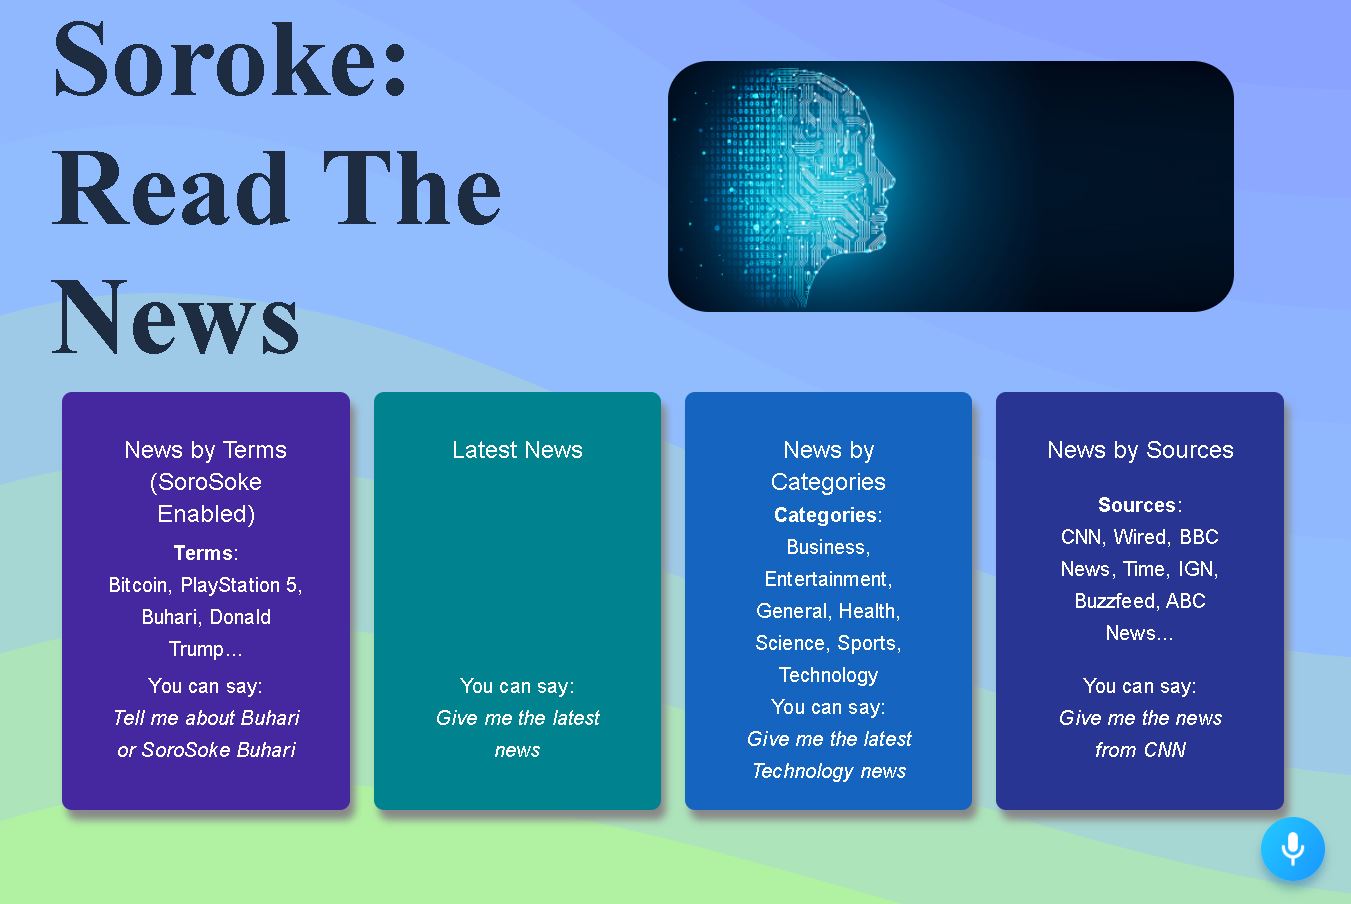 Soroke:
Read The
News
News by Terms
(SoroSoke
Enabled)
Terms:
Bitcoin, PlayStation 5,
Buhari, Donald
Trump...
You can say:
Tell me about Buhari
or SoroSoke Buhari
Latest News
You can say:
Give me the latest
news
News by
Categories
Categories:
Business,
Entertainment,
General, Health,
Science, Sports,
Technology
You can say:
Give me the latest
Technology news
News by Sources
Sources:
CNN, Wired, BBC
News, Time, IGN,
Buzzfeed, ABC
News...
You can say:
Give me the news
from CNN